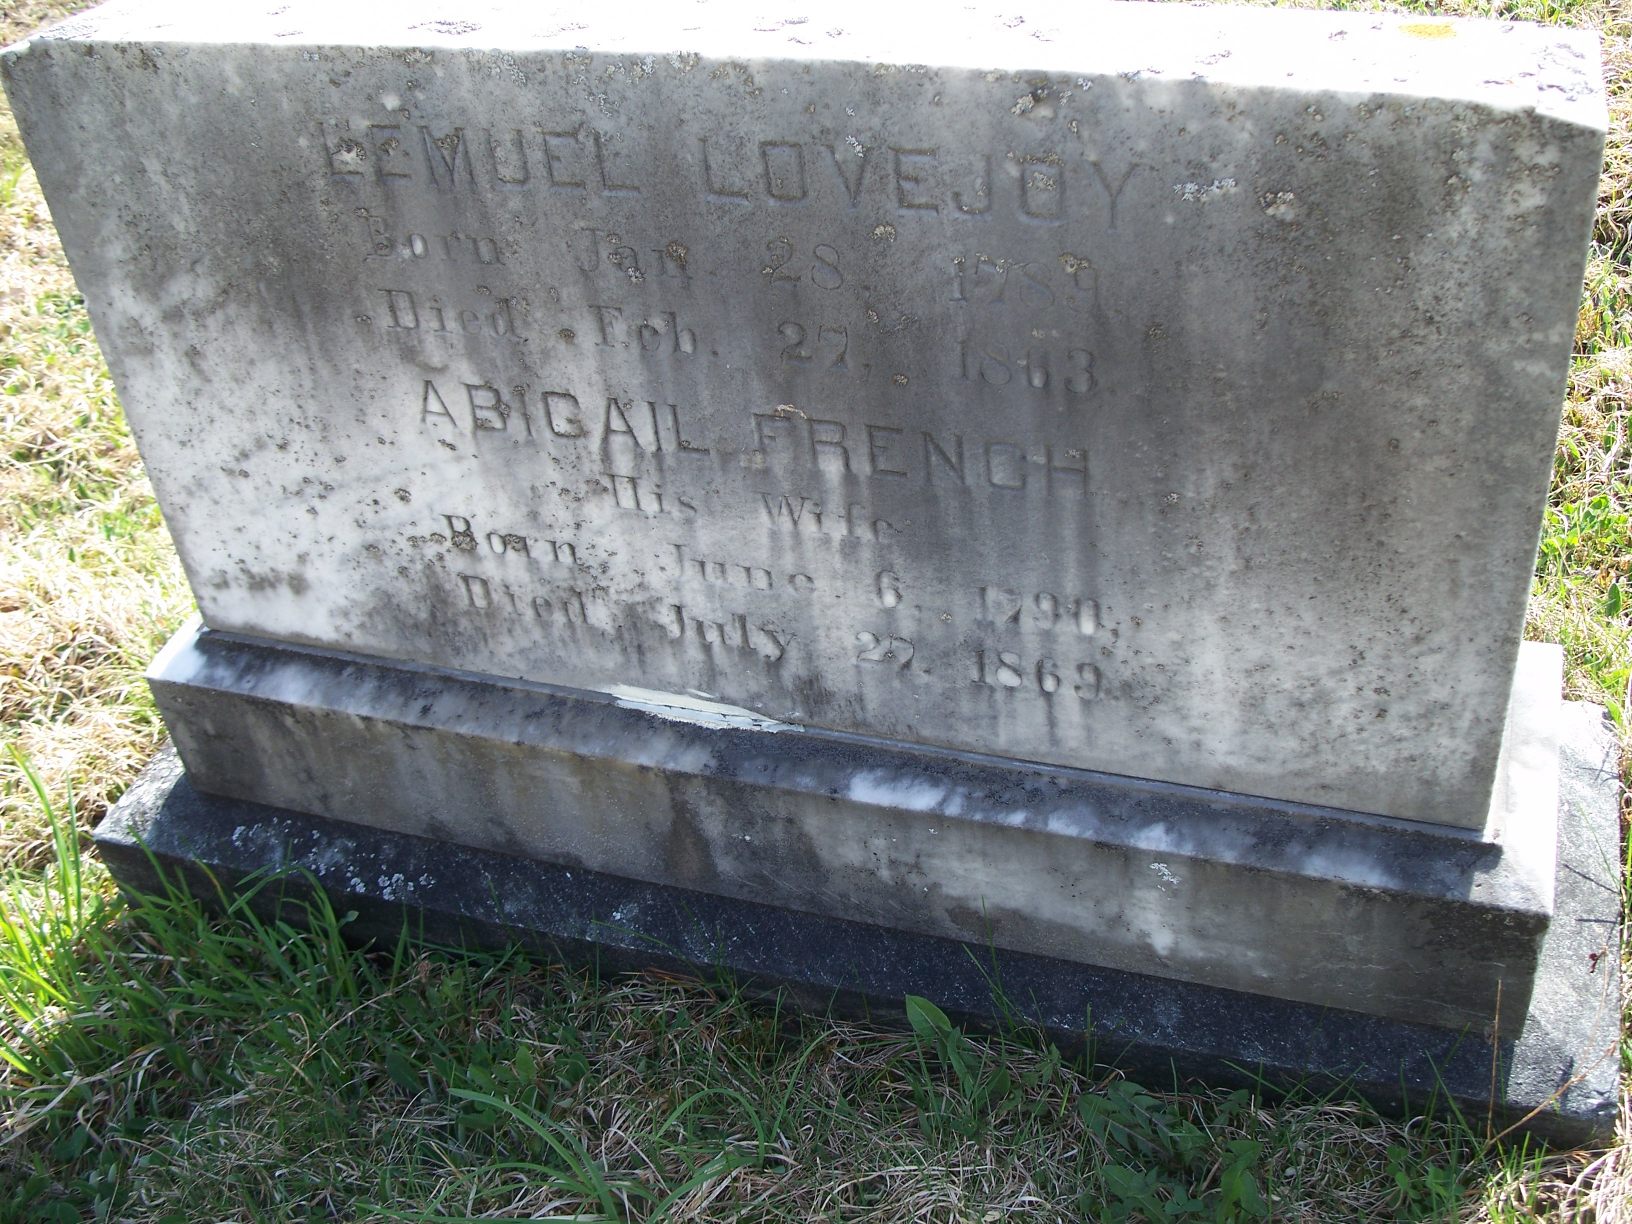 LEMUEL LOVEJOY
Born Jan. 28, 1789,
Died Feb. 27, 1863.
ABIGAIL FRENCH
His Wife
Born June 6, 1790,
Died July 27, 1869.